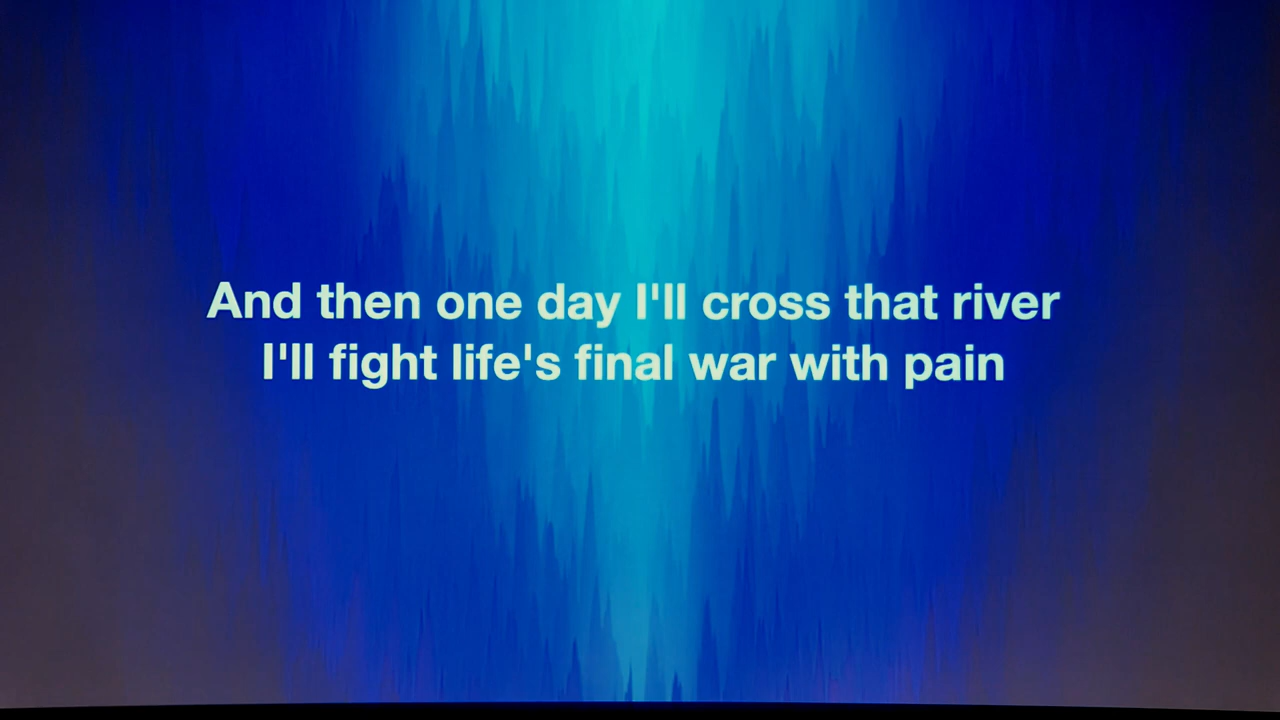 And then one day I'll cross that river
I'll fight life's final war with pain